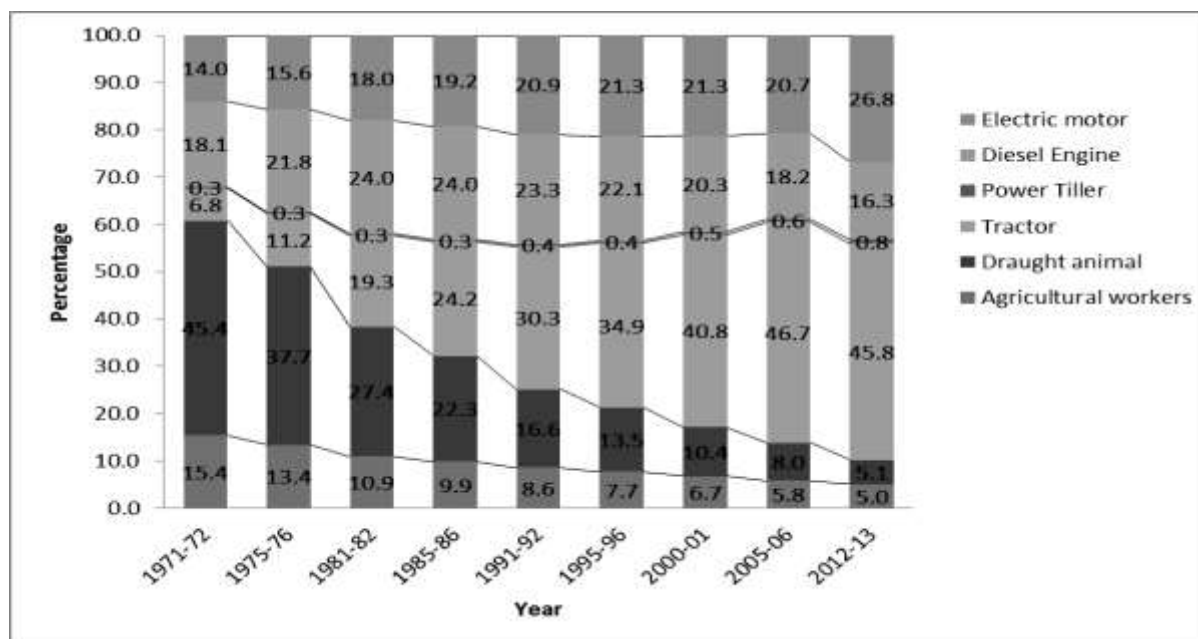 100.0
90.0
80.0
70.0
60.0
50.0
40.0
30.0
20.0
10.0
0.0
Percentage
14.0 15.6 18.0 19.2 20.9 21.3 21.3 20.7 26.8
18.1 21.8 24.0 24.0 23.3 22.1 20.3 18.2 16.3
0.3 0.3 0.3 0.3 0.4 0.4 0.5 0.6 0.8
6.8 11.2 19.3 24.2 30.3 34.9 40.8 46.7 45.8
45.4 37.7 27.4 22.3 16.6 13.5 10.4 8.0 5.1
15.4 13.4 10.9 9.9 8.6 7.7 6.7 5.8 5.0
1971-72 1975-76 1981-82 1985-86 1991-92 1995-96 2000-01 2005-06 2012-13
Year
Electric motor
Diesel Engine
Power Tiller
Tractor
Draught animal
Agricultural workers